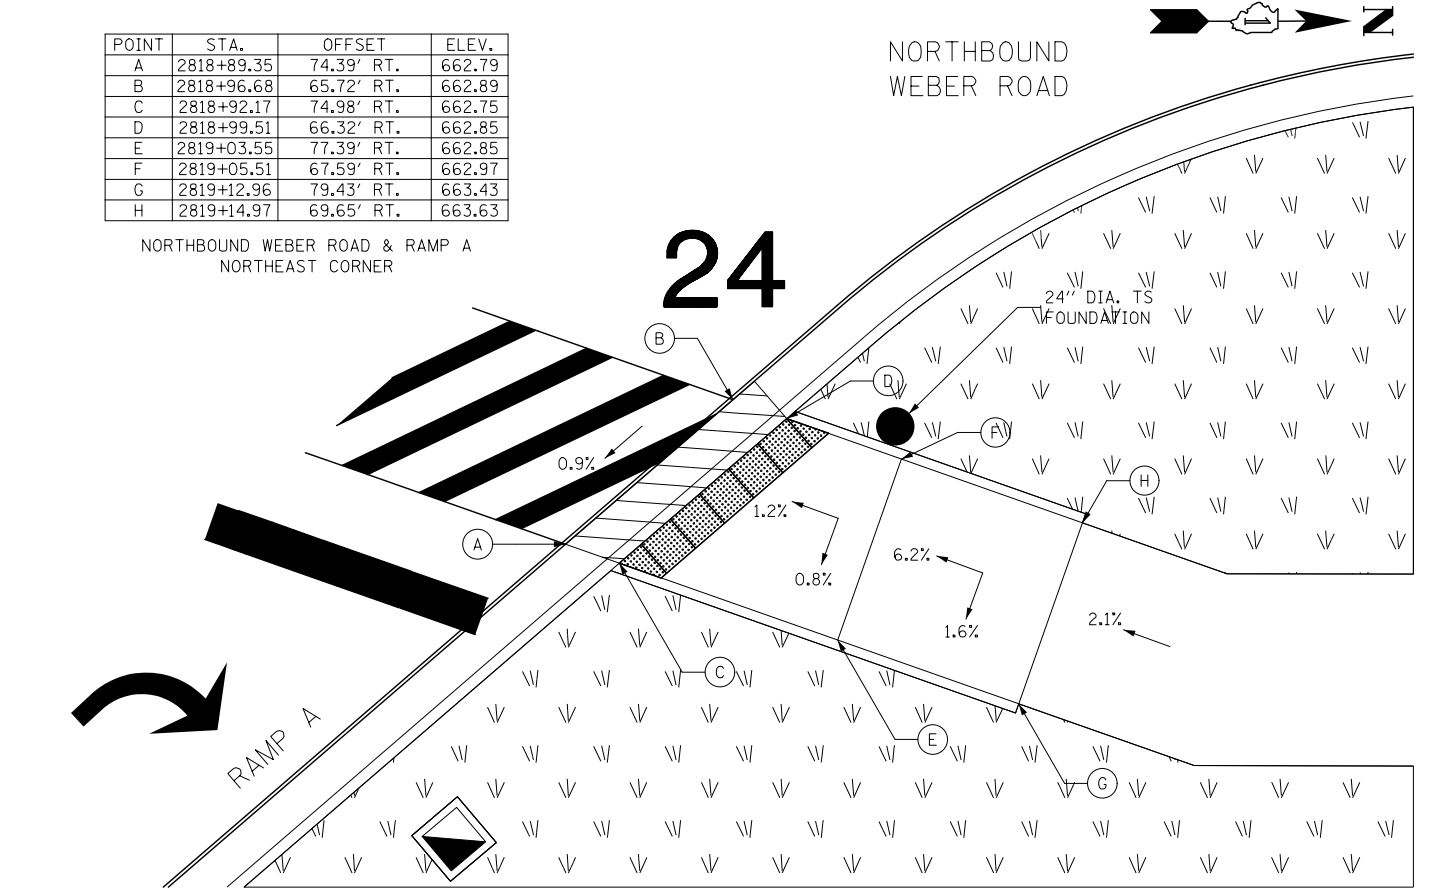 POINT STA. OFFSET ELEV.
A 2818+89.35 74.39' RT. 662.79
B 2818+96.68 65.72' RT. 662.89
C 2818+92.17 74.98' RT. 662.75
D 2818+99.51 66.32' RT. 662.85
E 2819+03.55 77.39' RT. 662.85
F 2819+05.51 67.59' RT. 662.97
G 2819+12.96 79.43' RT. 663.43
H 2819+14.97 69.65' RT. 663.63
NORTHBOUND WEBER ROAD & RAMP A
NORTHEAST CORNER
NORTHBOUND
WEBER ROAD
N
24
24'' DIA. TS
FOUNDATION
B
D
F
0.9%
H
1.2%
A
6.2%
0.8%
2.1%
1.6%
C
E
RAMP A
G